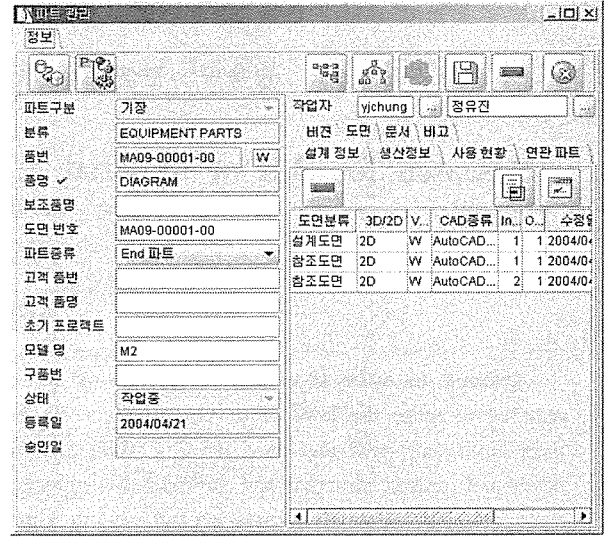 파트 관리
정보
파트구분 기장
분류 EQUIPMENT PARTS
품번 MA09-00001-00 W
품명 ✓ DIAGRAM
보조품명
도면 번호 MA09-00001-00
파트종류 End 파트
고객 품번
고객 품명
초기 프로젝트
모델 명 M2
구품번
상태 작업중
등록일 2004/04/21
승인일
작업자 yjchung ... 정유진 ...
버젼 도면 문서 비고
설계 정보 생산정보 사용 현황 연관 파트
도면분류 3D/2D V... CAD종류 In... O... 수정일
설계도면 2D W AutoCAD... 1 1 2004/04
참조도면 2D W AutoCAD... 1 1 2004/04
참조도면 2D W AutoCAD... 2 1 2004/04